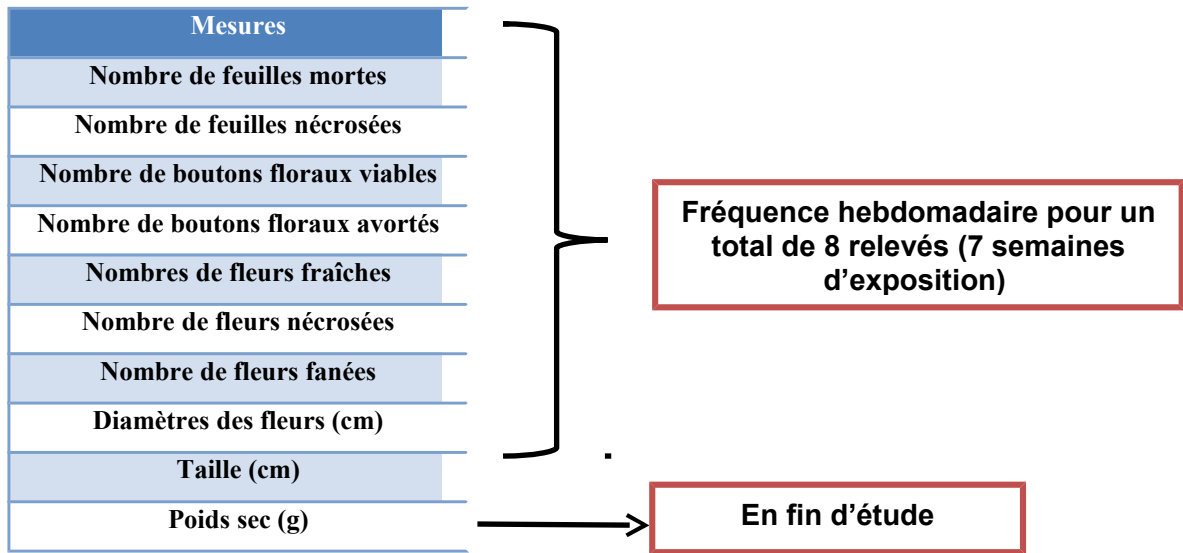 Mesures
Nombre de feuilles mortes
Nombre de feuilles nécrosées
Nombre de boutons floraux viables
Nombre de boutons floraux avortés
Nombres de fleurs fraîches
Nombre de fleurs nécrosées
Nombre de fleurs fanées
Diamètres des fleurs (cm)
Taille (cm)
Poids sec (g)
Fréquence hebdomadaire pour un
total de 8 relevés (7 semaines
d’exposition)
.
En fin d’étude